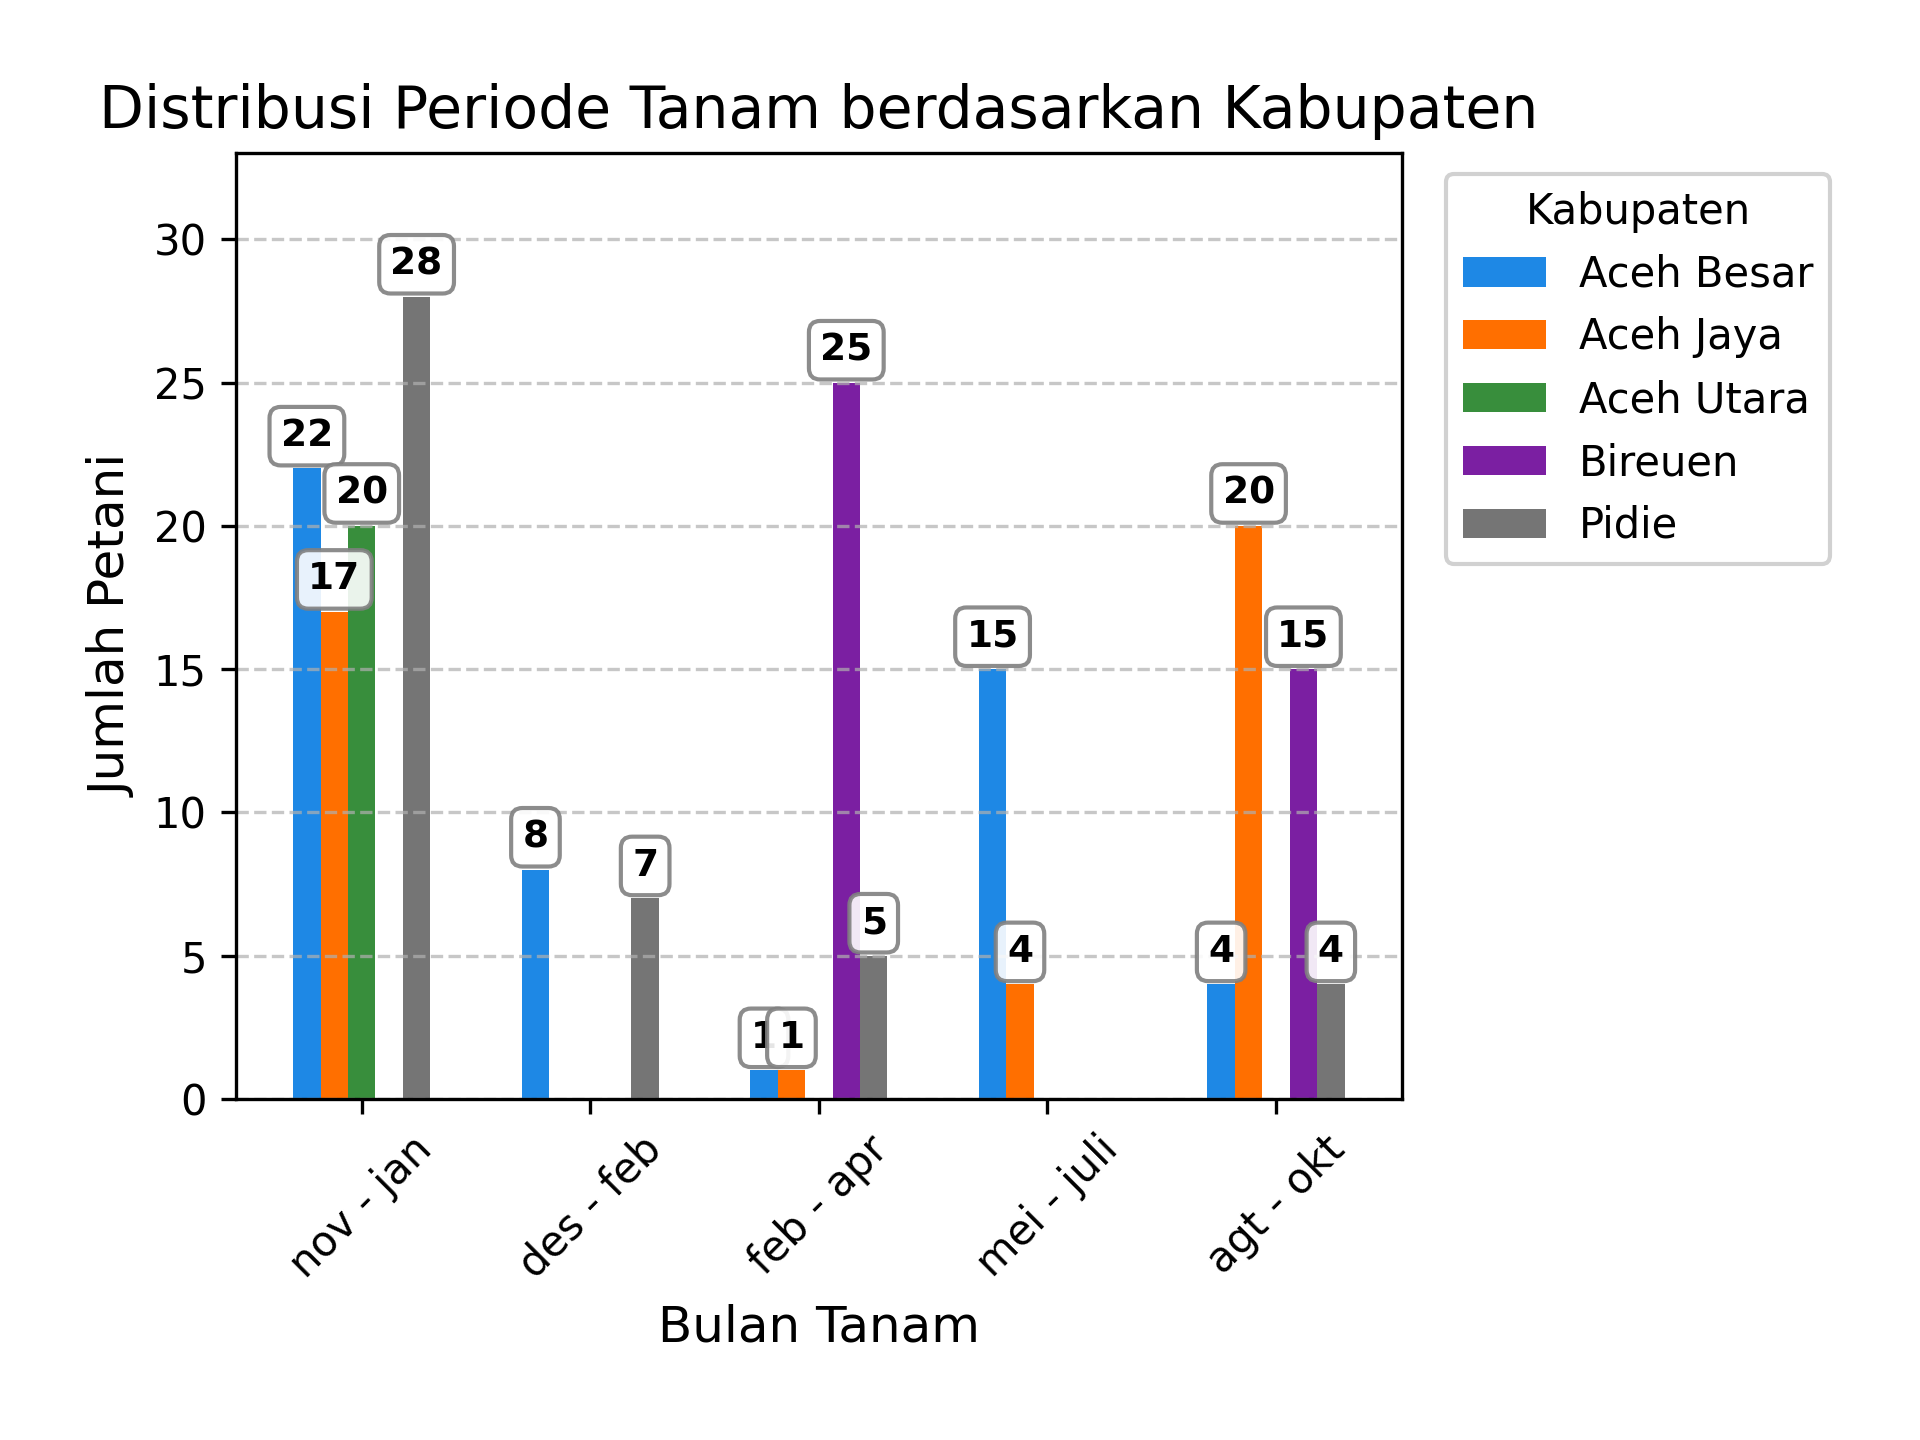 Distribusi Periode Tanam berdasarkan Kabupaten
Kabupaten
Aceh Besar
Aceh Jaya
Aceh Utara
Bireuen
Pidie
Jumlah Petani
30
25
20
15
10
5
0
22
17
20
28
8
7
1
1
25
5
15
4
4
20
15
4
nov - jan
des - feb
feb - apr
mei - juli
agt - okt
Bulan Tanam